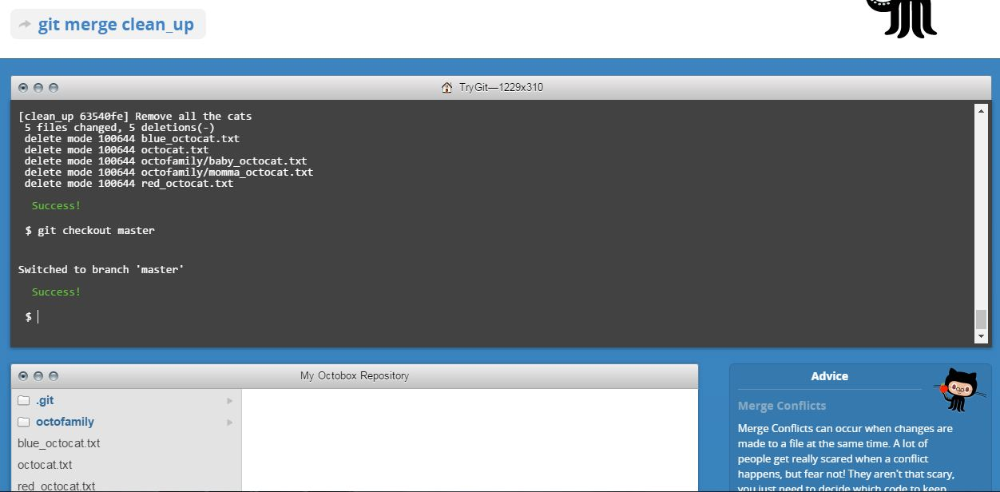 git merge clean_up
TryGit—1229x310
[clean_up 63540fe] Remove all the cats
5 files changed, 5 deletions(-)
delete mode 100644 blue_octocat.txt
delete mode 100644 octocat.txt
delete mode 100644 octofamily/baby_octocat.txt
delete mode 100644 octofamily/momma_octocat.txt
delete mode 100644 red_octocat.txt
Success!
$ git checkout master
Switched to branch 'master'
Success!
$
My Octobox Repository
.git
octofamily
blue_octocat.txt
octocat.txt
red_octocat.txt
Advice
Merge Conflicts
Merge Conflicts can occur when changes are
made to a file at the same time. A lot of
people get really scared when a conflict
happens, but fear not! They aren't that scary,
you just need to decide which code to keep